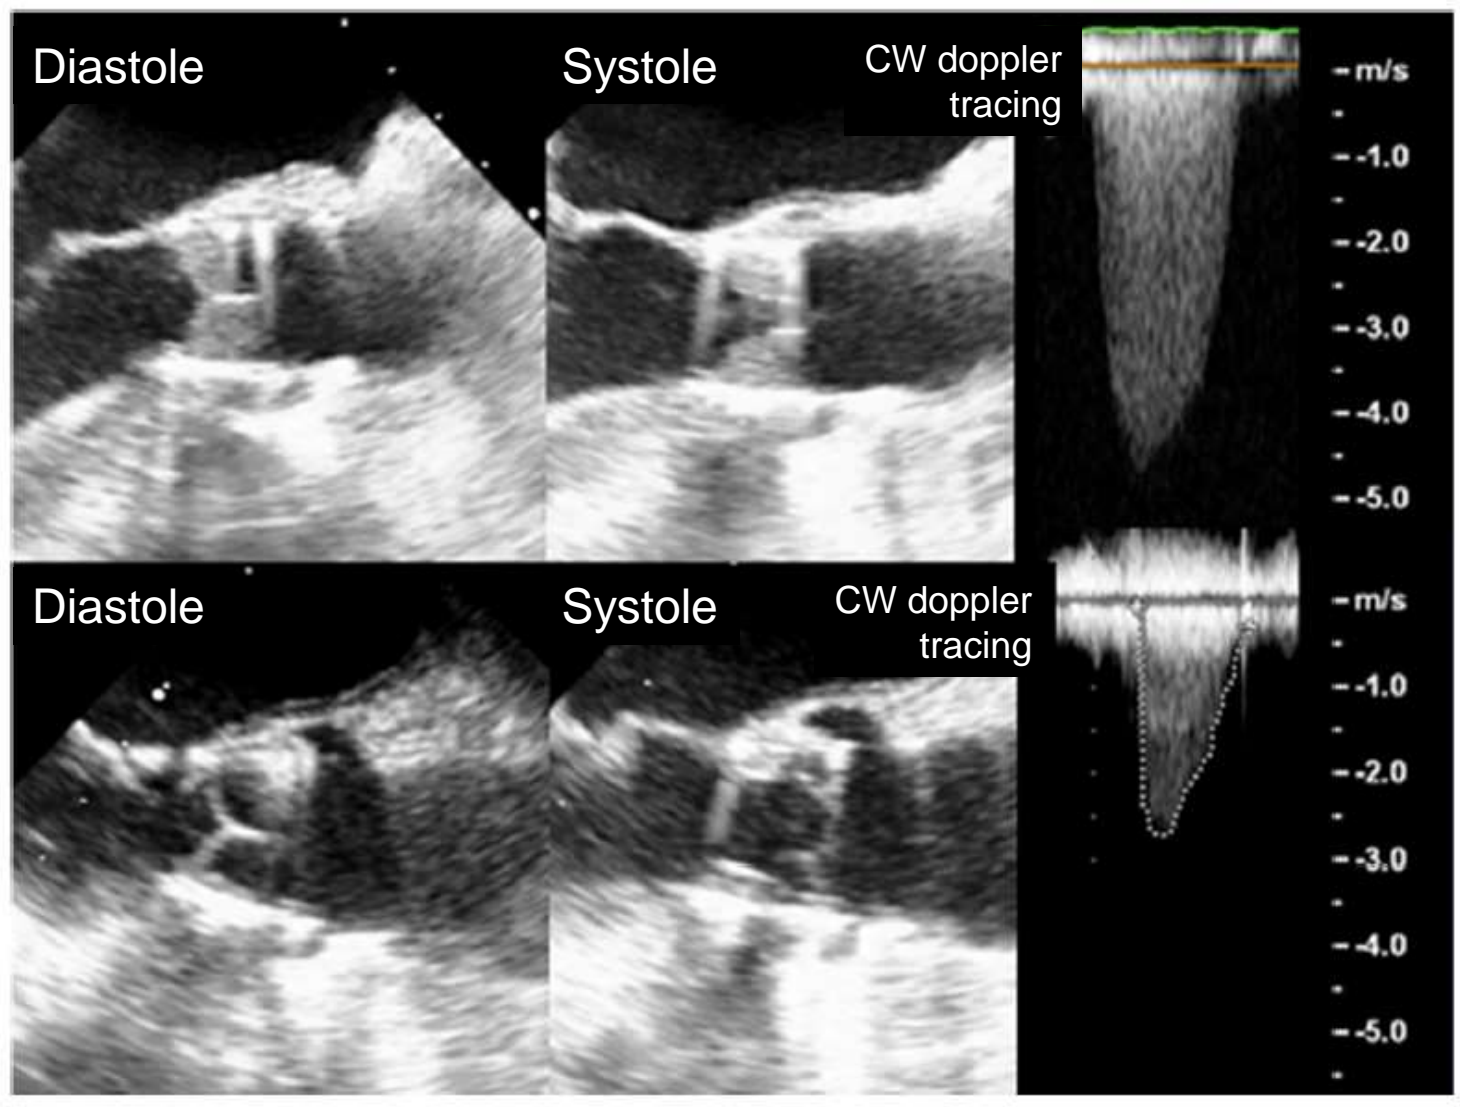 Diastole
Systole
CW doppler
tracing
m/s
-1.0
-2.0
-3.0
-4.0
-5.0
Diastole
Systole
CW doppler
tracing
m/s
-1.0
-2.0
-3.0
-4.0
-5.0